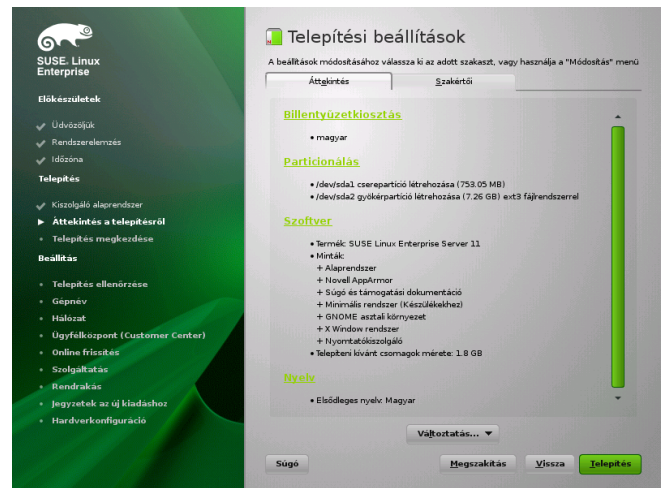 SUSE. Linux
Enterprise
Előkészületek
Üdvözöljük
Rendszerelemzés
Időzóna
Telepítés
Kiszolgáló alaprendszer
Áttekintés a telepítésről
Telepítés megkezdése
Beállítás
Telepítés ellenőrzése
Gépnév
Hálózat
Ügyfélközpont (Customer Center)
Online frissítés
Szolgáltatás
Rendrakás
Jegyzetek az új kiadáshoz
Hardverkonfiguráció
Telepítési beállítások
A beállítások módosításához válassza ki az adott szakaszt, vagy használja a "Módosítás" menü
Áttekintés
Szakértői
Billentyűzetkiosztás
• magyar
Particionálás
• /dev/sda1 cserepartíció létrehozása (753.05 MB)
• /dev/sda2 gyökérpartíció létrehozása (7.26 GB) ext3 fájlrendszerrel
Szoftver
• Termék: SUSE Linux Enterprise Server 11
• Minták:
+ Alaprendszer
+ Novell AppArmor
+ Súgó és támogatási dokumentáció
+ Minimális rendszer (Készülékekhez)
+ GNOME asztali környezet
+ X Window rendszer
+ Nyomtatókiszolgáló
• Telepíteni kívánt csomagok mérete: 1.8 GB
Nyelv
• Elsődleges nyelv: Magyar
Változtatás...
Súgó
Megszakítás
Vissza
Telepítés